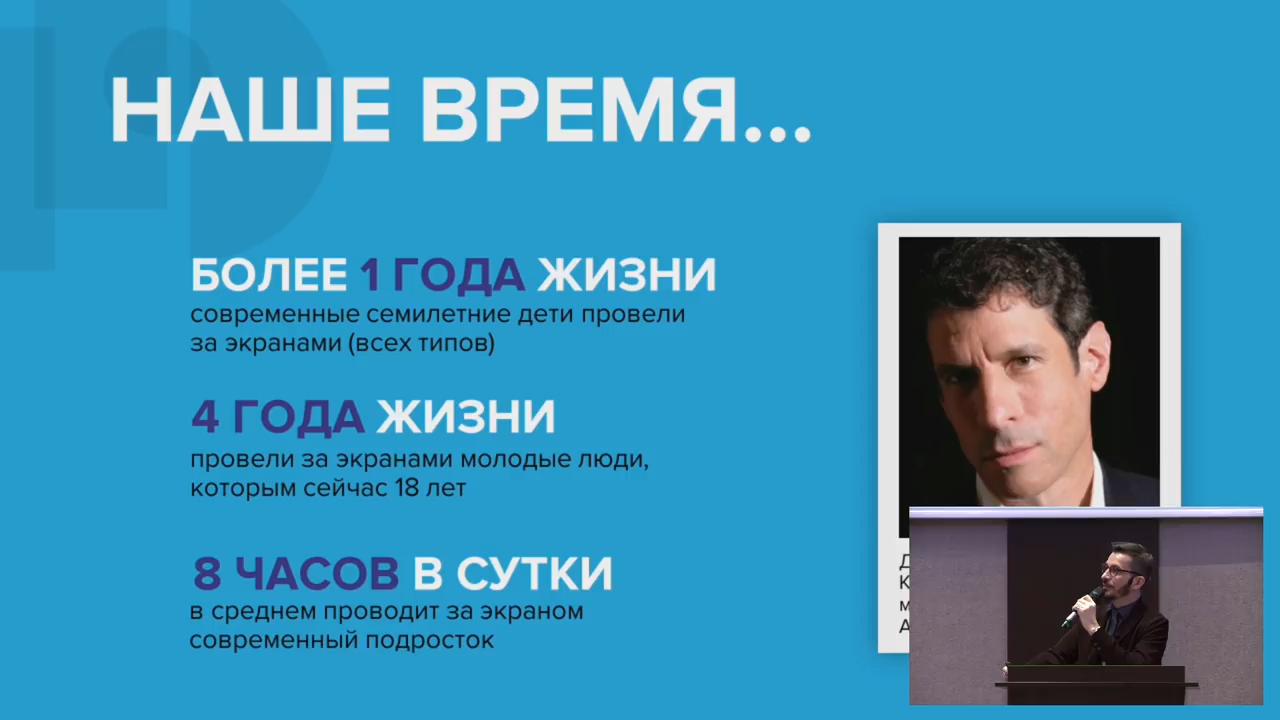 НАШЕ ВРЕМЯ...
БОЛЕЕ 1 ГОДА ЖИЗНИ
современные семилетние дети провели
за экранами (всех типов)
4 ГОДА ЖИЗНИ
провели за экранами молодые люди,
которым сейчас 18 лет
8 ЧАСОВ В СУТКИ
в среднем проводит за экраном
современный подросток